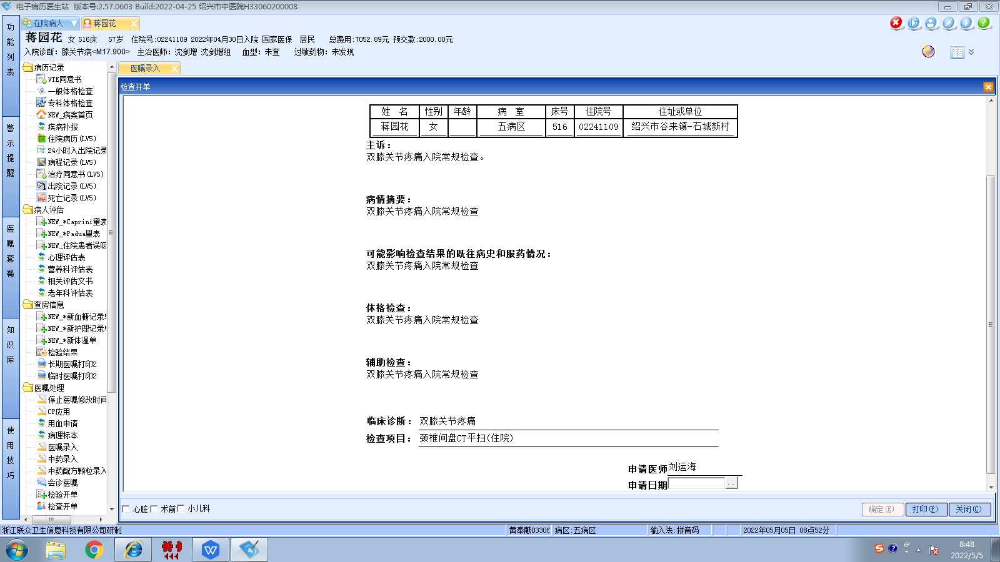 电子病历医生站  版本号:2.57.0603 Build:2022-04-25 绍兴市中医院H33060200008
功能列表
警示提醒
医嘱套餐
知识库
使用技巧
在院病人
蒋园花
蒋园花 女 516床 57岁 住院号:02241109 2022年04月30日入院 国家医保 居民 总费用:7052.89元 预交款:2000.00元
入院诊断: 膝关节病<M17.900> 主治医师: 沈剑增 沈剑增组 血型: 未查 过敏药物: 未发现
病历记录
VTE同意书
一般体格检查
专科体格检查
NEW_病案首页
疾病补报
住院病历(LV5)
24小时入出院记录
病程记录(LV5)
治疗同意书(LV5)
出院记录(LV5)
死亡记录(LV5)
病人评估
NEW_*Caprini量表
NEW_*Padua量表
NEW_住院患者误吸
心理评估表
营养科评估表
相关评估文书
老年科评估表
查房信息
NEW_*新血糖记录单
NEW_*新护理记录单
NEW_*新体温单
检验结果
长期医嘱打印2
临时医嘱打印2
医嘱处理
停止医嘱修改时间
CP应用
用血申请
病理标本
医嘱录入
中药录入
中药配方颗粒录入
会诊医嘱
检验开单
检查开单
医嘱录入
检查开单
姓 名 性别 年龄 病 室 床号 住院号 住址或单位
蒋园花 女 五病区 516 02241109 绍兴市谷来镇-石城新村
主诉:
双膝关节疼痛入院常规检查。
病情摘要:
双膝关节疼痛入院常规检查
可能影响检查结果的既往病史和服药情况:
双膝关节疼痛入院常规检查
体格检查:
双膝关节疼痛入院常规检查
辅助检查:
双膝关节疼痛入院常规检查
临床诊断: 双膝关节疼痛
检查项目: 颈椎间盘CT平扫(住院)
申请医师 刘运海
申请日期 ..
心脏 术前 小儿科
确定(E) 打印(P) 关闭(C)
浙江联众卫生信息科技有限公司研制 黄奉献D330E 病区:五病区 输入法:拼音码 2022年05月05日 08点52分
8:48
2022/5/5